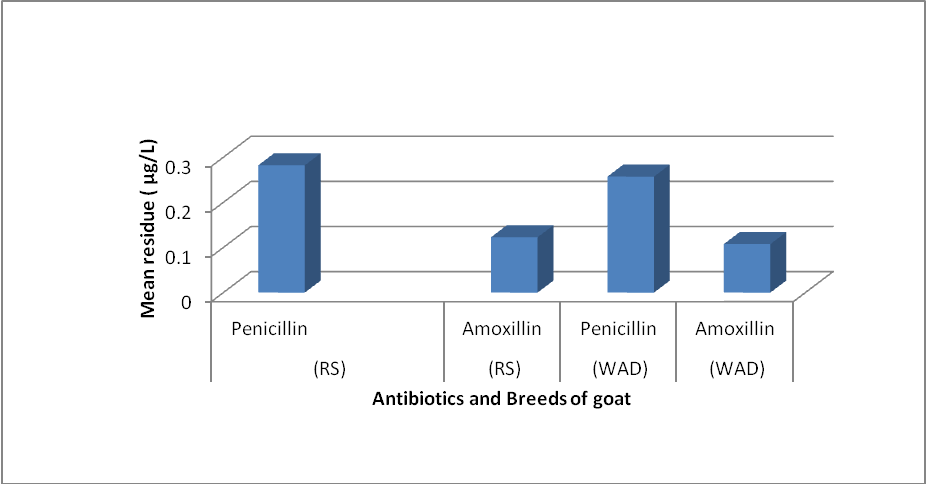 Mean residue ( µg/L)
0.3
0.2
0.1
0
Penicillin Amoxillin Penicillin Amoxillin
(RS) (RS) (WAD) (WAD)
Antibiotics and Breeds of goat